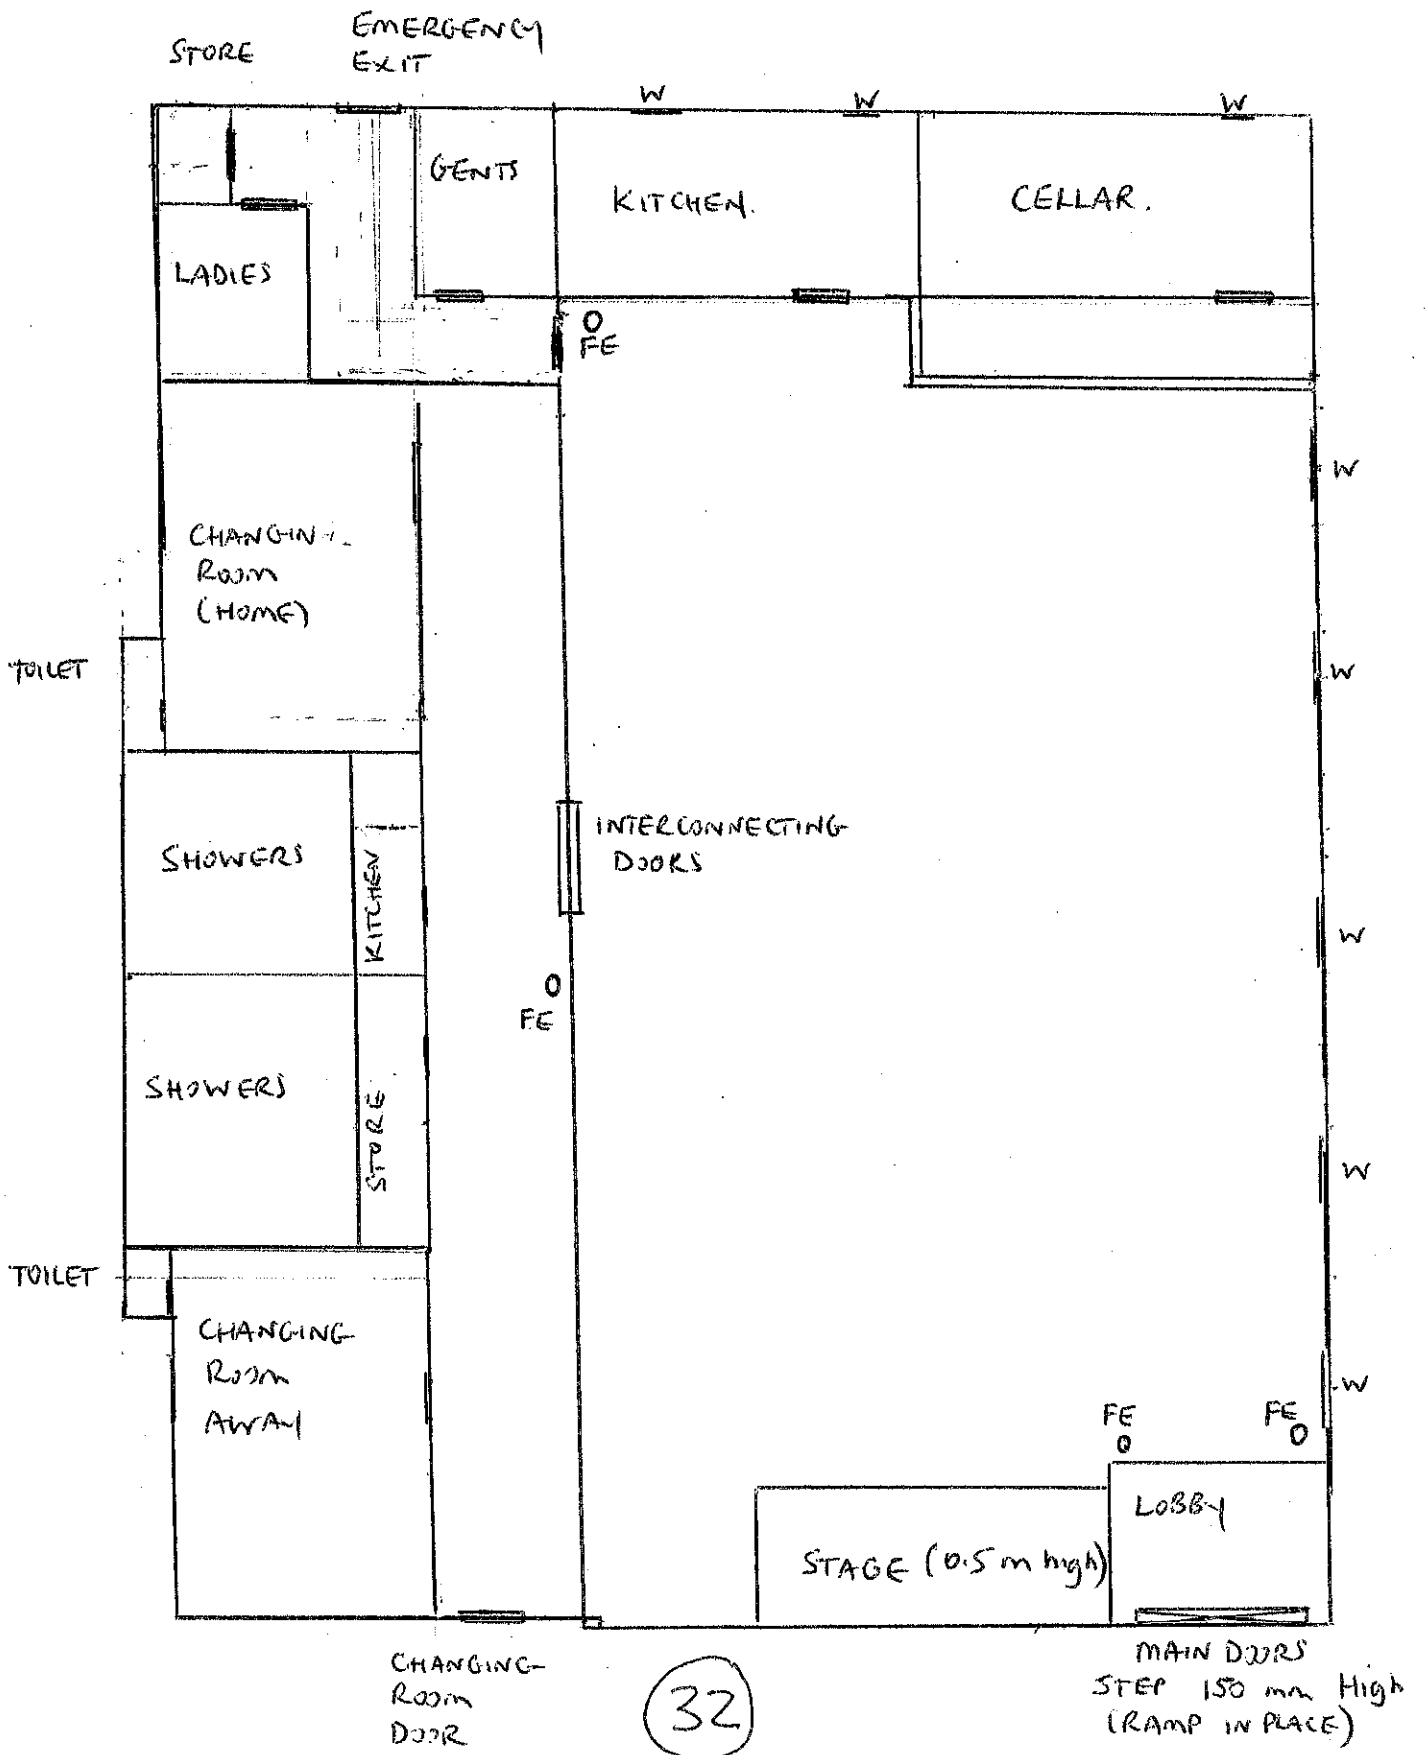 STORE
EMERGENCY
EXIT
W
W
W
GENTS
KITCHEN.
CELLAR.
LADIES
O
FE
W
CHANGIN
ROOM
(HOME)
TOILET
W
INTERCONNECTING
DOORS
SHOWERS
KITCHEN
W
O
FE
SHOWERS
STORE
W
TOILET
CHANGING
ROOM
AWAY
W
FE
O
FE
O
LOBBY
STAGE (0.5 m high)
CHANGING
ROOM
DOOR
32
MAIN DOORS
STEP 150 mm High
(RAMP IN PLACE)